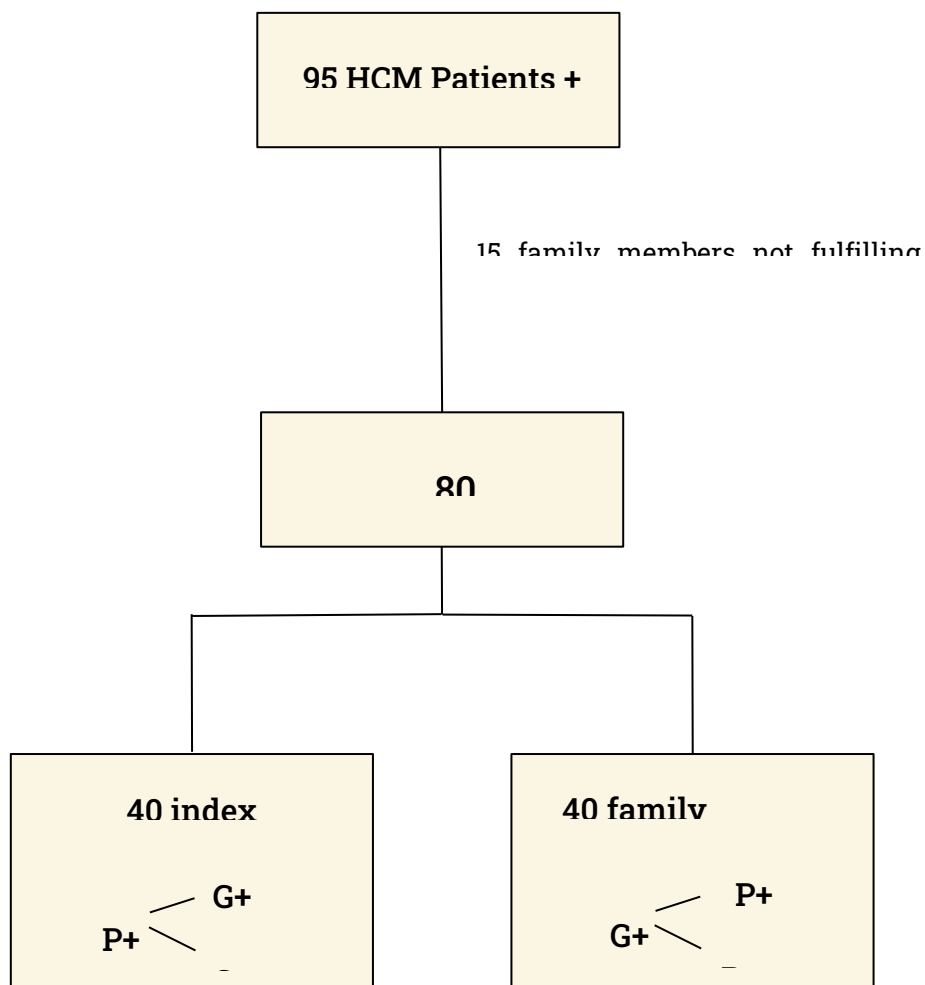 95 HCM Patients +
15 family members not fulfilling
80
40 index
40 family
G+
P+
P+
G+